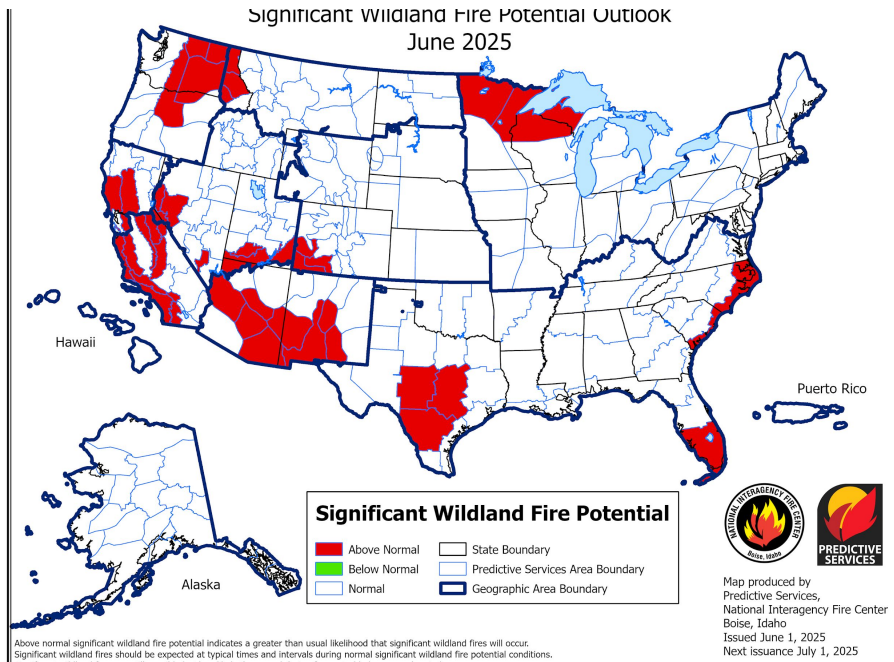 Significant Wildland Fire Potential Outlook
June 2025
Hawaii
Puerto Rico
Alaska
Significant Wildland Fire Potential
Above Normal
Below Normal
Normal
State Boundary
Predictive Services Area Boundary
Geographic Area Boundary
NATIONAL INTERAGENCY FIRE CENTER
Boise, Idaho
PREDICTIVE
SERVICES
Map produced by
Predictive Services,
National Interagency Fire Center
Boise, Idaho
Issued June 1, 2025
Next issuance July 1, 2025
Above normal significant wildland fire potential indicates a greater than usual likelihood that significant wildland fires will occur.
Significant wildland fires should be expected at typical times and intervals during normal significant wildland fire potential conditions.